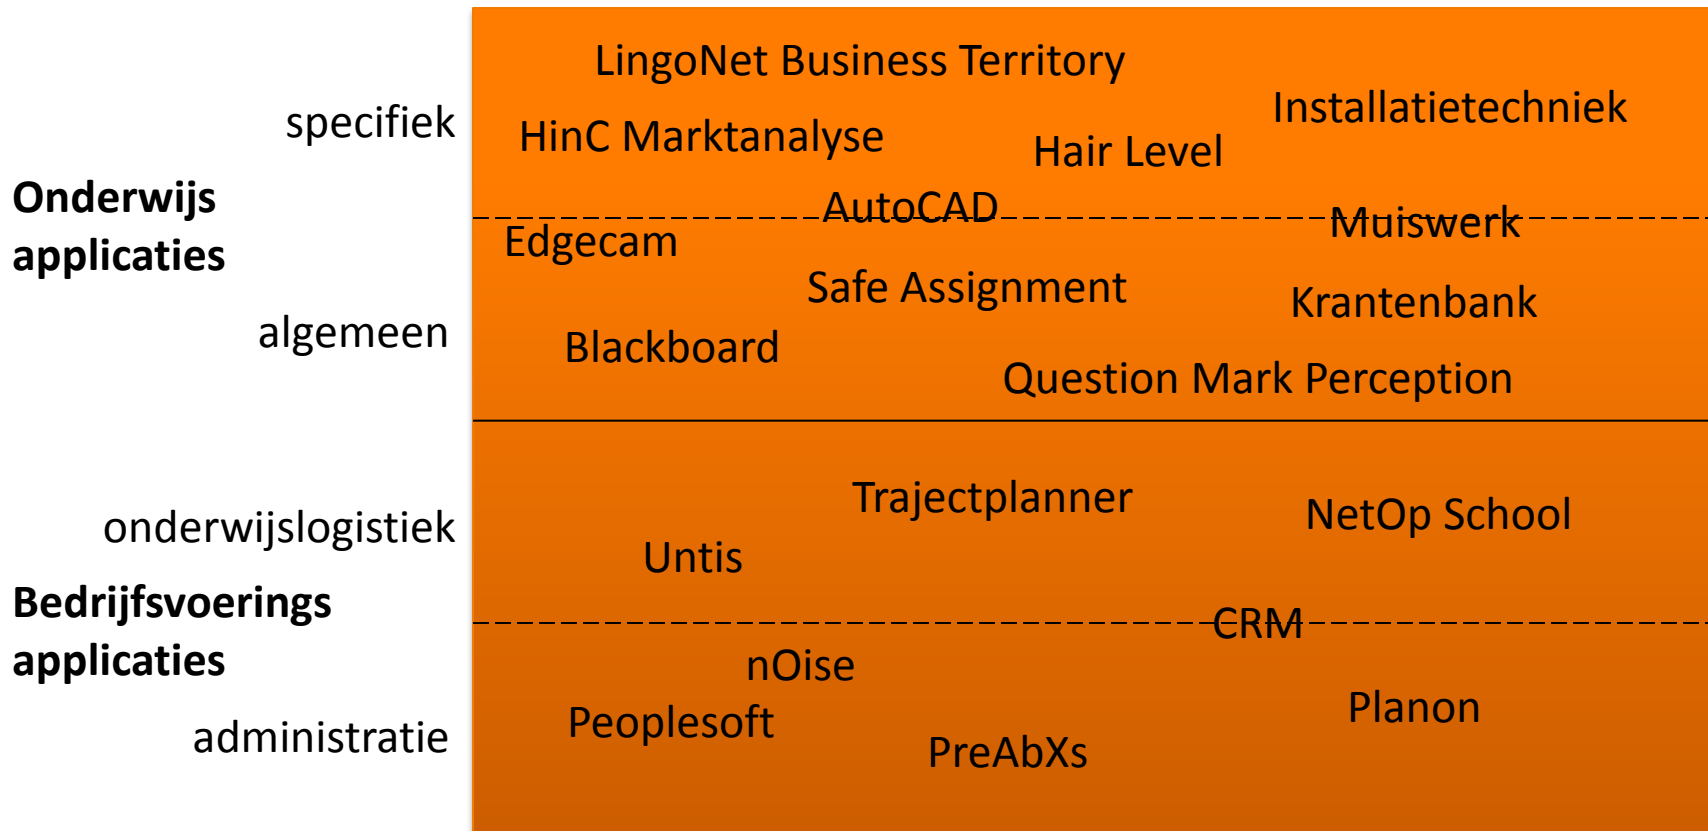 LingoNet Business Territory
specifiek
HinC Marktanalyse
Hair Level
Installatietechniek
Onderwijs
applicaties
AutoCAD
Muiswerk
Edgecam
Safe Assignment
Krantenbank
algemeen
Blackboard
Question Mark Perception
onderwijslogistiek
Trajectplanner
NetOp School
Untis
Bedrijfsvoerings
applicaties
CRM
nOise
Peoplesoft
Planon
administratie
PreAbXs